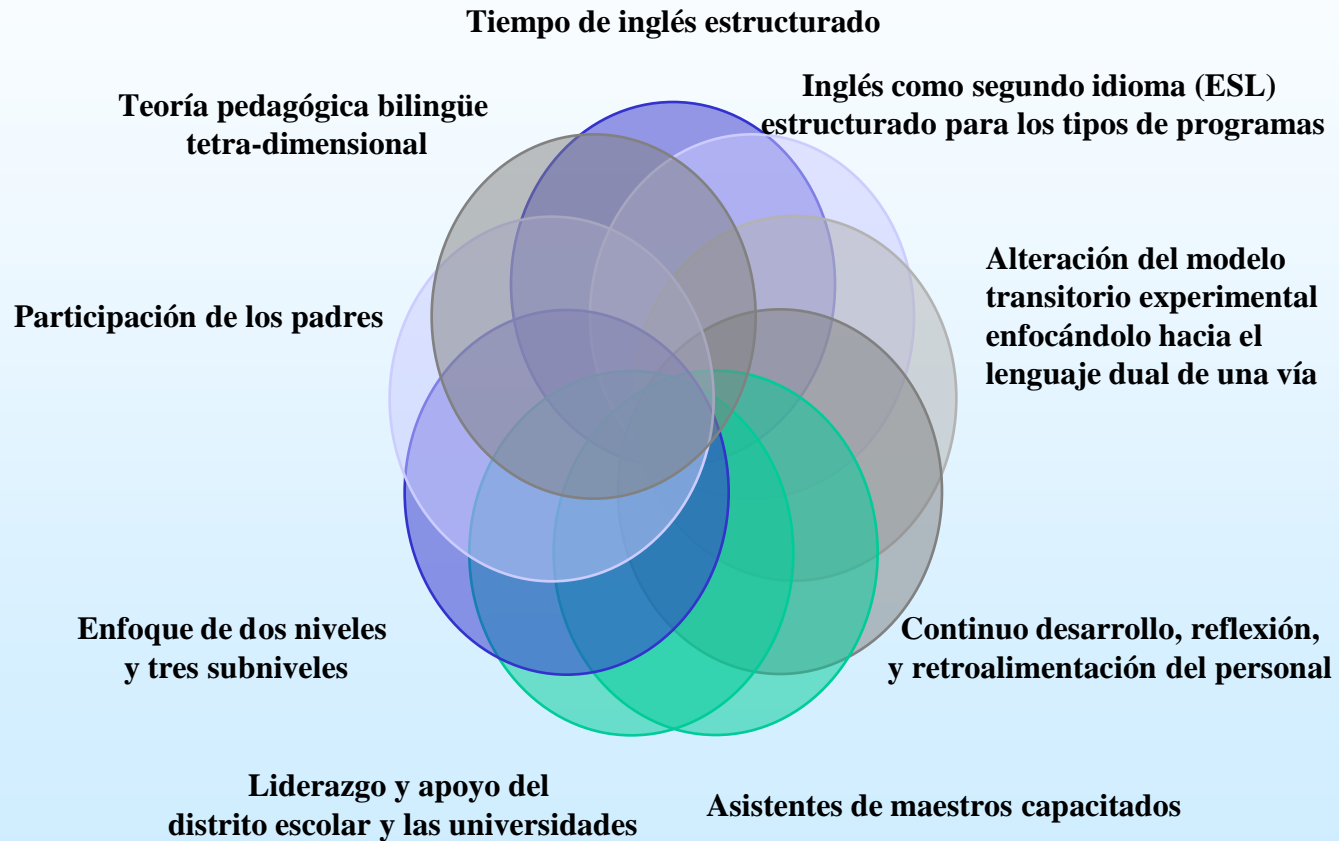 Tiempo de inglés estructurado
Teoría pedagógica bilingüe
tetra-dimensional
Inglés como segundo idioma (ESL)
estructurado para los tipos de programas
Participación de los padres
Alteración del modelo
transitorio experimental
enfocándolo hacia el
lenguaje dual de una vía
Enfoque de dos niveles
y tres subniveles
Continuo desarrollo, reflexión,
y retroalimentación del personal
Liderazgo y apoyo del
distrito escolar y las universidades
Asistentes de maestros capacitados